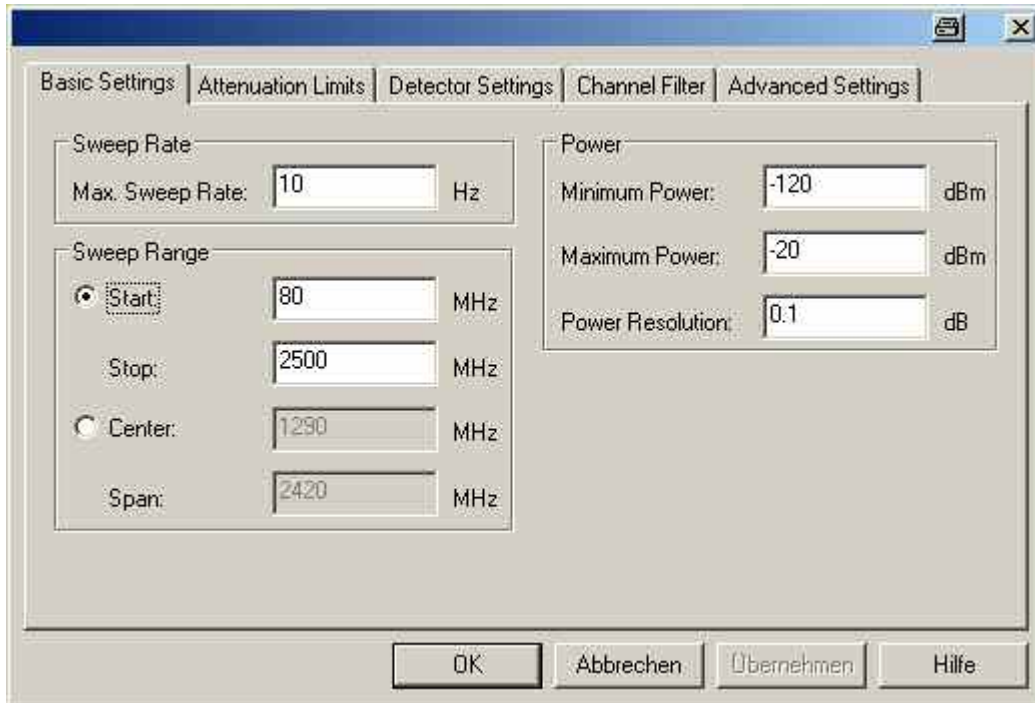 Basic Settings Attenuation Limits Detector Settings Channel Filter Advanced Settings
Sweep Rate
Max. Sweep Rate: 10 Hz
Sweep Range
Start: 80 MHz
Stop: 2500 MHz
Center: 1290 MHz
Span: 2420 MHz
Power
Minimum Power: -120 dBm
Maximum Power: -20 dBm
Power Resolution: 0.1 dB
OK Abbrechen Übernehmen Hilfe